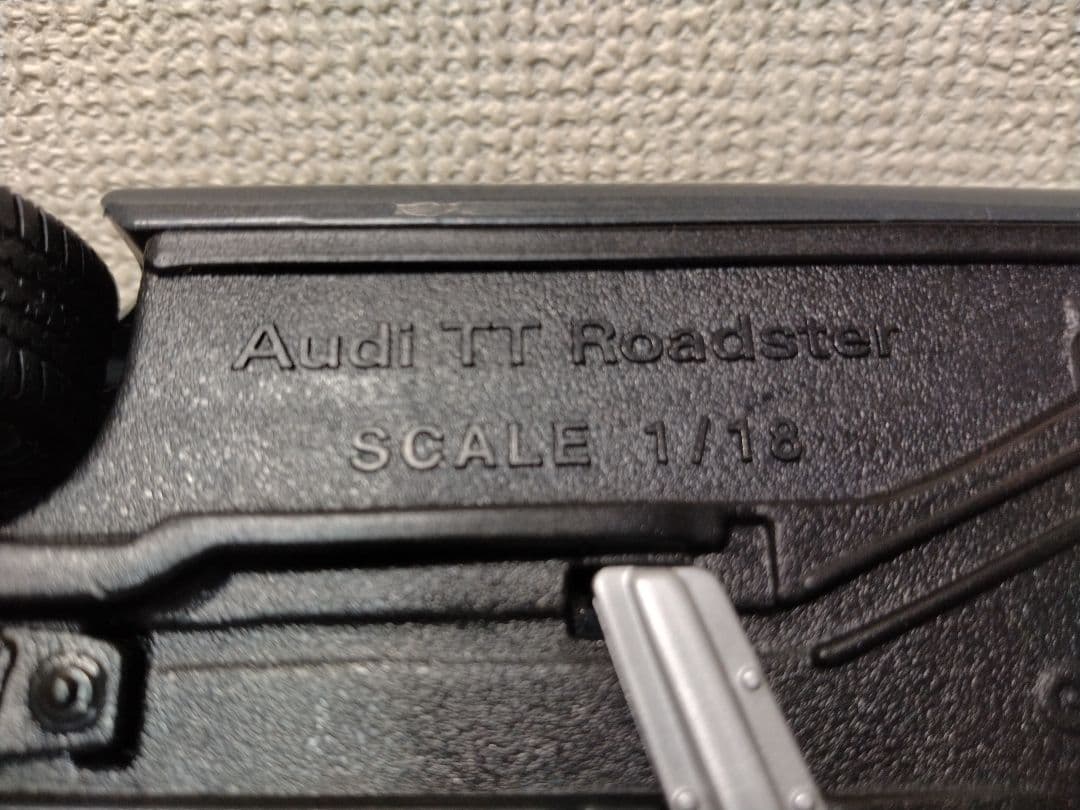 Audi TT Roadster
SCALE 1/18